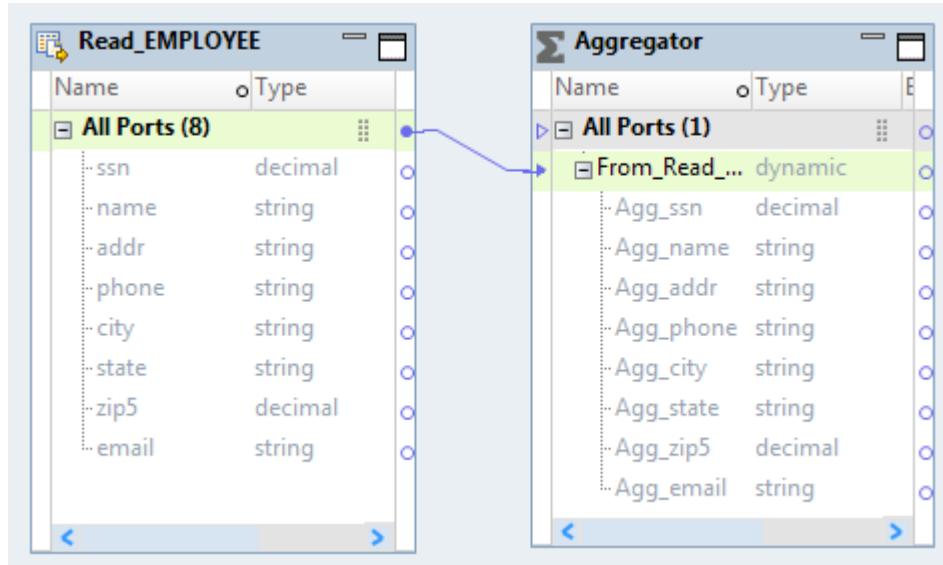 Read_EMPLOYEE
Name Type
All Ports (8)
ssn decimal
name string
addr string
phone string
city string
state string
zip5 decimal
email string
Aggregator
Name Type E
All Ports (1)
From_Read_... dynamic
Agg_ssn decimal
Agg_name string
Agg_addr string
Agg_phone string
Agg_city string
Agg_state string
Agg_zip5 decimal
Agg_email string